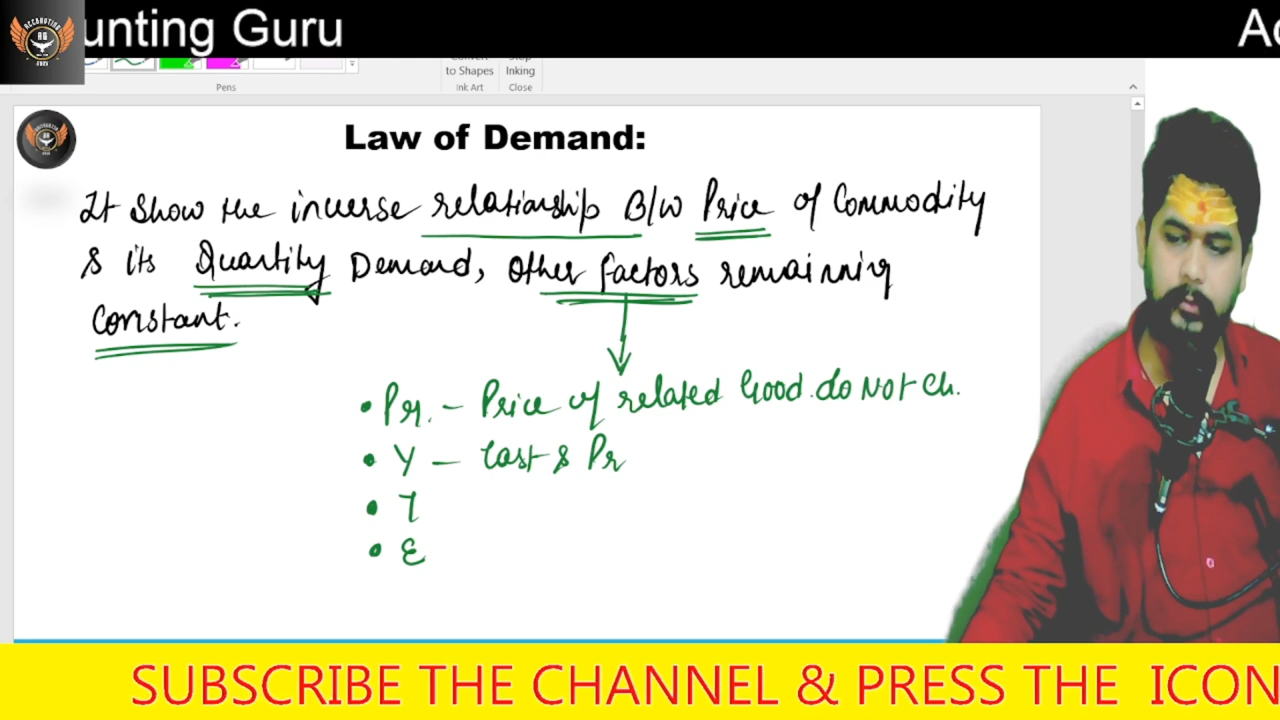 unting Guru
Ac
to Shapes
Inking
Pens
Ink Art
Close
Law of Demand:
It show the inverse relationship B/w Price of Commodity
& its Quantity Demand, other factors remaining
constant.
• Pr. – Price of related Good. do Not ch.
• Y – & Pr
• T
• E
SUBSCRIBE THE CHANNEL & PRESS THE ICON